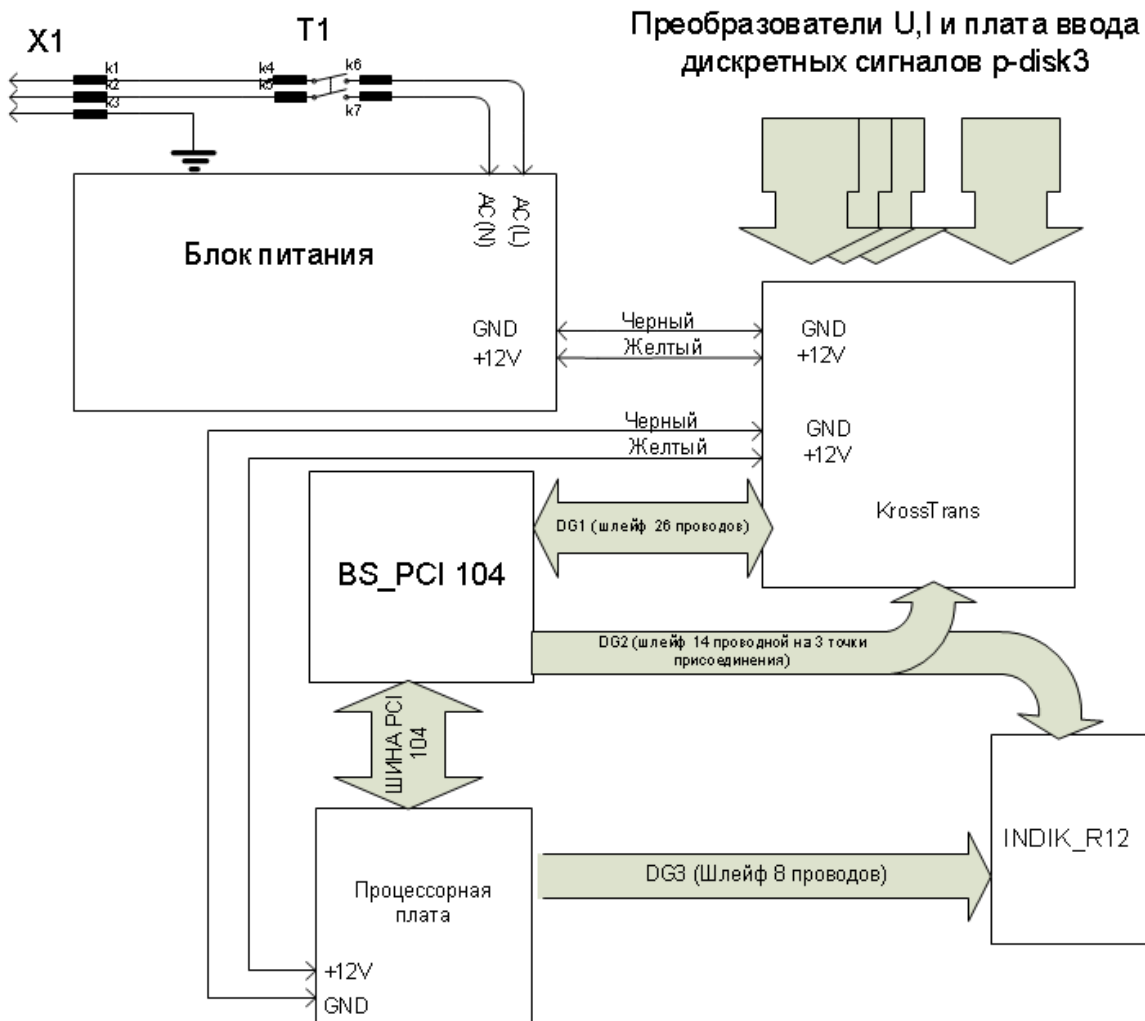 Преобразователи U,I и плата ввода
дискретных сигналов p-disk3
X1
T1
k1
k2
k3
k4
k5
k6
k7
AC(N)
AC(L)
Блок питания
GND
+12V
Черный
Желтый
GND
+12V
Черный
Желтый
GND
+12V
KrossTrans
DG1 (шлейф 26 проводов)
BS_PCI 104
DG2 (шлейф 14 проводной на 3 точки
присоединения)
ШИНА PCI
104
INDIK_R12
DG3 (Шлейф 8 проводов)
Процессорная
плата
+12V
GND